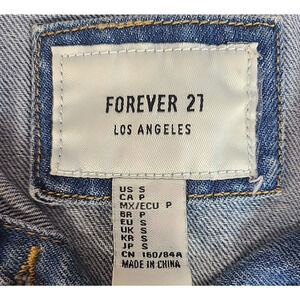 FOREVER 21
LOS ANGELES
US S
CA P
MX/ECU P
BR P
EU S
UK S
KR S
JP S
CN 160/84A
MADE IN CHINA